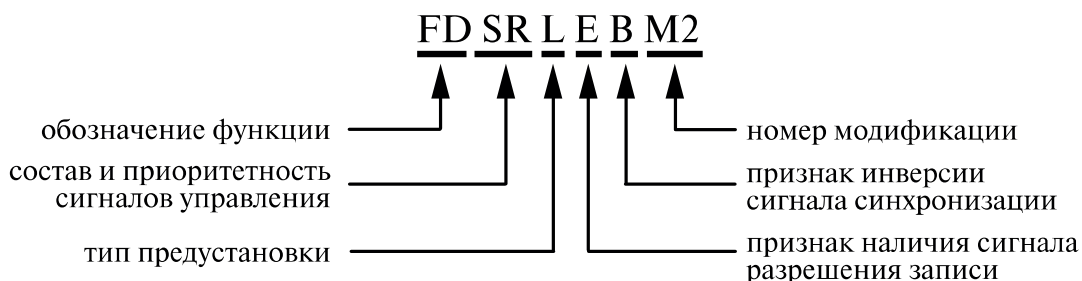 FD SR L E B M2
обозначение функции
состав и приоритетность
сигналов управления
тип предустановки
номер модификации
признак инверсии
сигнала синхронизации
признак наличия сигнала
разрешения записи